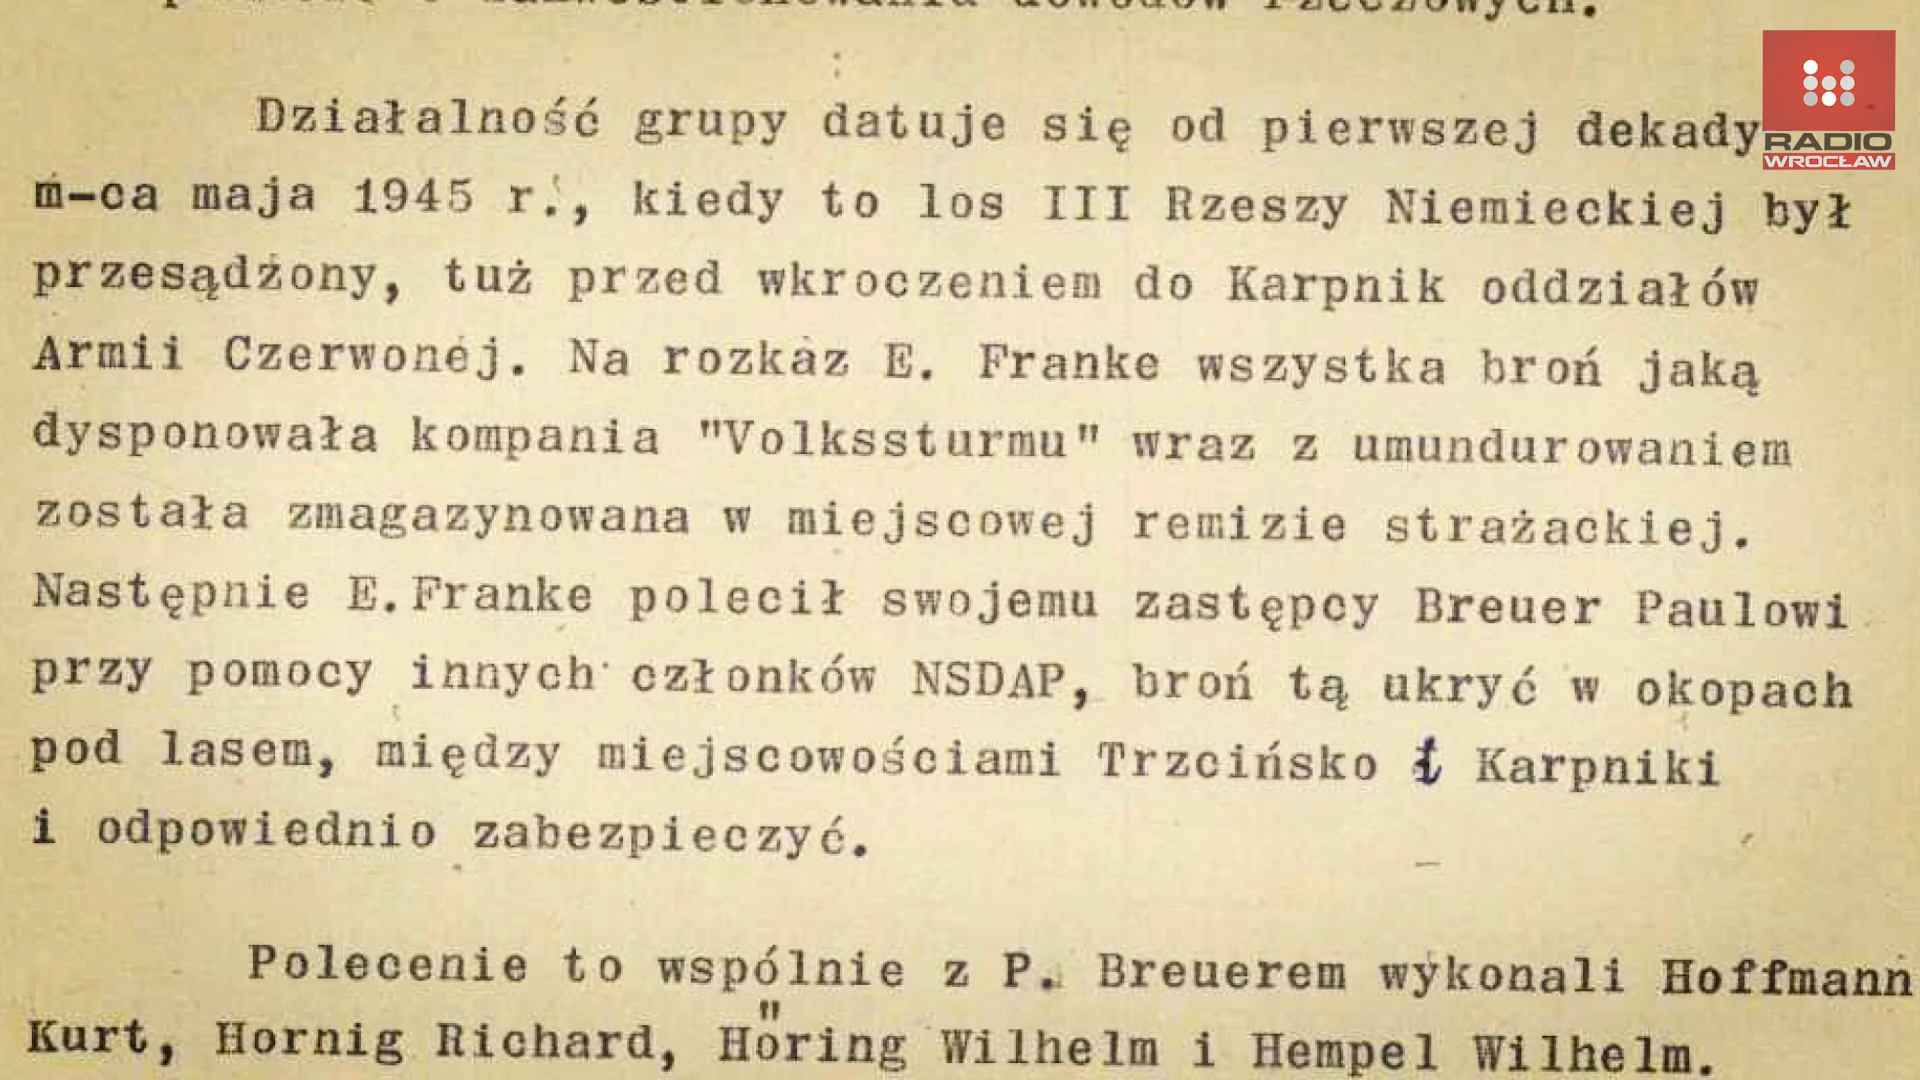 dowodów rzeczowych.
Działalność grupy datuje się od pierwszej dekady
m-ca maja 1945 r., kiedy to los III Rzeszy Niemieckiej był
przesądzony, tuż przed wkroczeniem do Karpnik oddziałów
Armii Czerwonej. Na rozkaz E. Franke wszystka broń jaką
dysponowała kompania "Volkssturmu" wraz z umundurowaniem
została zmagazynowana w miejscowej remizie strażackiej.
Następnie E.Franke polecił swojemu zastępcy Breuer Paulowi
przy pomocy innych członków NSDAP, broń tą ukryć w okopach
pod lasem, między miejscowościami Trzcińsko i Karpniki
i odpowiednio zabezpieczyć.
Polecenie to wspólnie z P. Breuerem wykonali Hoffmann
Kurt, Hornig Richard, Höring Wilhelm i Hempel Wilhelm.
RADIO
WROCŁAW